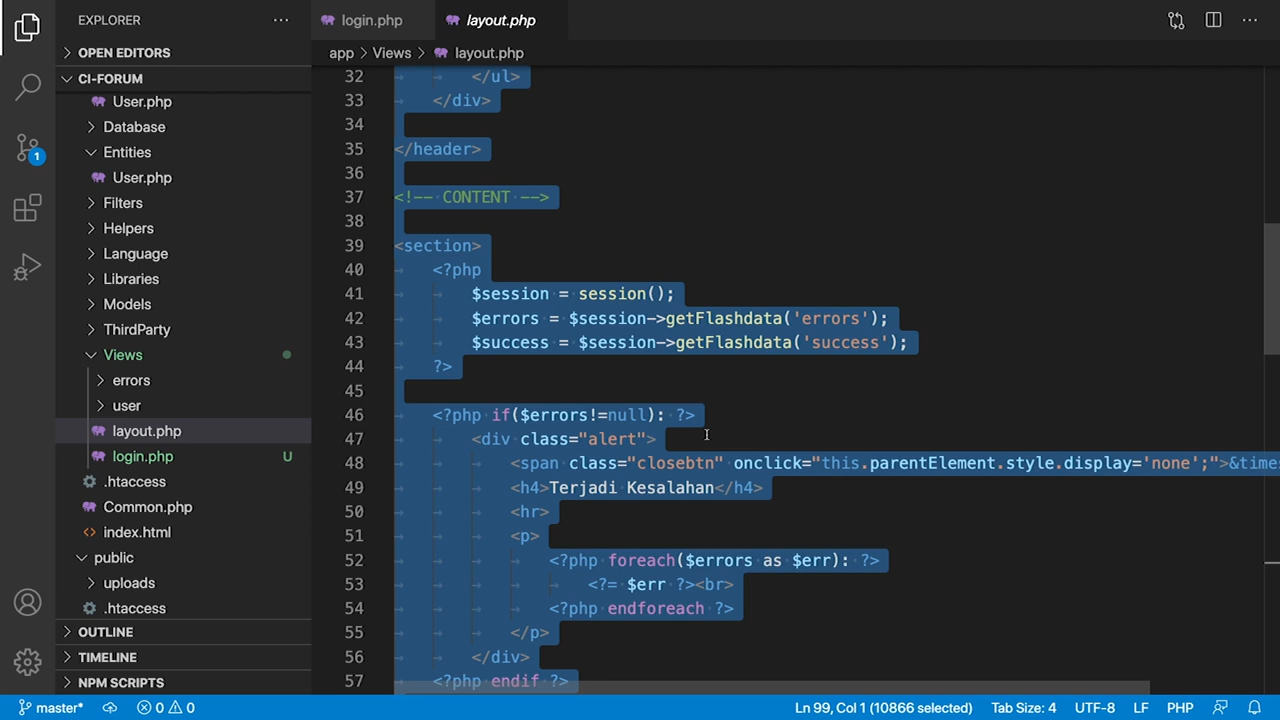 EXPLORER
OPEN EDITORS
CI-FORUM
User.php
Database
Entities
User.php
Filters
Helpers
Language
Libraries
Models
ThirdParty
Views
errors
user
layout.php
login.php U
.htaccess
Common.php
index.html
public
uploads
.htaccess
OUTLINE
TIMELINE
NPM SCRIPTS
1
login.php layout.php
app > Views > layout.php
32 </ul>
33 </div>
34
35 </header>
36
37 <!-- CONTENT -->
38
39 <section>
40 <?php
41 $session = session();
42 $errors = $session->getFlashdata('errors');
43 $success = $session->getFlashdata('success');
44 ?>
45
46 <?php if($errors!=null): ?>
47 <div class="alert">
48 <span class="closebtn" onclick="this.parentElement.style.display='none';">&time
49 <h4>Terjadi Kesalahan</h4>
50 <hr>
51 <p>
52 <?php foreach($errors as $err): ?>
53 <?= $err ?><br>
54 <?php endforeach ?>
55 </p>
56 </div>
57 <?php endif ?>
master* 0 0 Ln 99, Col 1 (10866 selected) Tab Size: 4 UTF-8 LF PHP